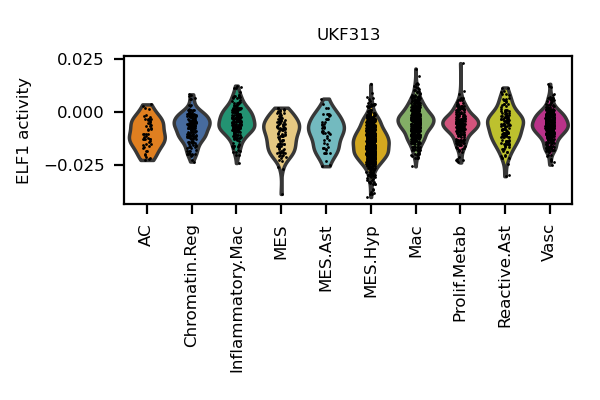 UKF313
ELF1 activity
0.025
0.000
−0.025
AC
Chromatin.Reg
Inflammatory.Mac
MES
MES.Ast
MES.Hyp
Mac
Prolif.Metab
Reactive.Ast
Vasc